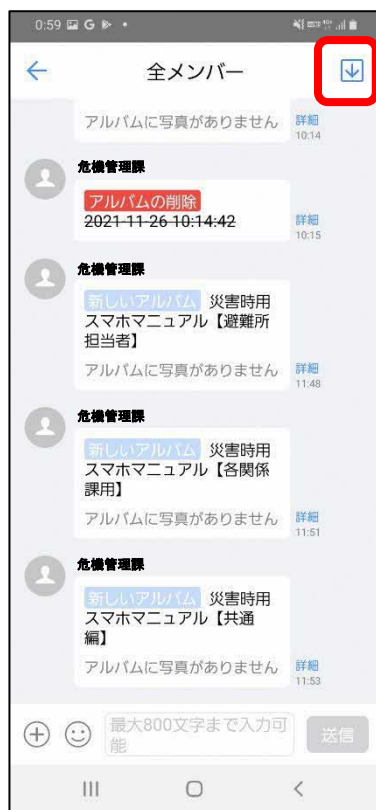 0:59
全メンバー
アルバムに写真がありません 詳細
10:14
危機管理課
アルバムの削除
2021-11-26 10:14:42 詳細
10:15
危機管理課
新しいアルバム 災害時用
スマホマニュアル【避難所
担当者】
アルバムに写真がありません 詳細
11:48
危機管理課
新しいアルバム 災害時用
スマホマニュアル【各関係
課用】
アルバムに写真がありません 詳細
11:51
危機管理課
新しいアルバム 災害時用
スマホマニュアル【共通
編】
アルバムに写真がありません 詳細
11:53
最大800文字まで入力可
能
送信